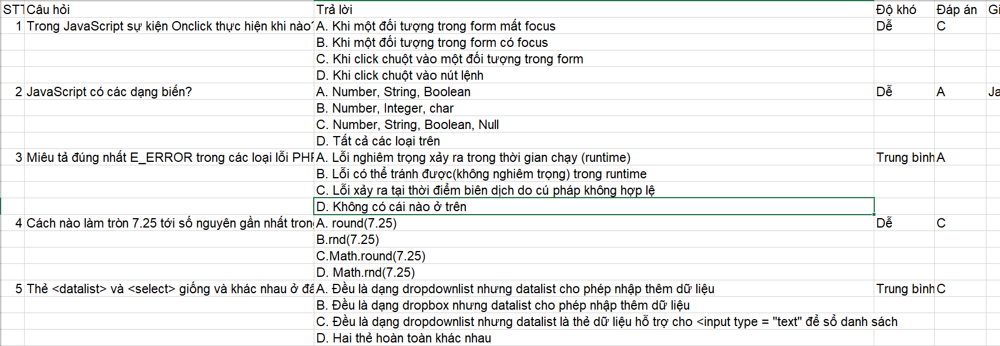 STT Câu hỏi Trả lời Độ khó Đáp án
1 Trong JavaScript sự kiện Onclick thực hiện khi nào? A. Khi một đối tượng trong form mất focus Dễ C
B. Khi một đối tượng trong form có focus
C. Khi click chuột vào một đối tượng trong form
D. Khi click chuột vào nút lệnh
2 JavaScript có các dạng biến? A. Number, String, Boolean Dễ A
B. Number, Integer, char
C. Number, String, Boolean, Null
D. Tất cả các loại trên
3 Miêu tả đúng nhất E_ERROR trong các loại lỗi PHP A. Lỗi nghiêm trọng xảy ra trong thời gian chạy (runtime) Trung bình A
B. Lỗi có thể tránh được(không nghiêm trọng) trong runtime
C. Lỗi xảy ra tại thời điểm biên dịch do cú pháp không hợp lệ
D. Không có cái nào ở trên
4 Cách nào làm tròn 7.25 tới số nguyên gần nhất trong A. round(7.25) Dễ C
B.rnd(7.25)
C.Math.round(7.25)
D. Math.rnd(7.25)
5 Thẻ <datalist> và <select> giống và khác nhau ở A. Đều là dạng dropdownlist nhưng datalist cho phép nhập thêm dữ liệu Trung bình C
B. Đều là dạng dropbox nhưng datalist cho phép nhập thêm dữ liệu
C. Đều là dạng dropdownlist nhưng datalist là thẻ dữ liệu hỗ trợ cho <input type = "text" để sổ danh sách
D. Hai thẻ hoàn toàn khác nhau